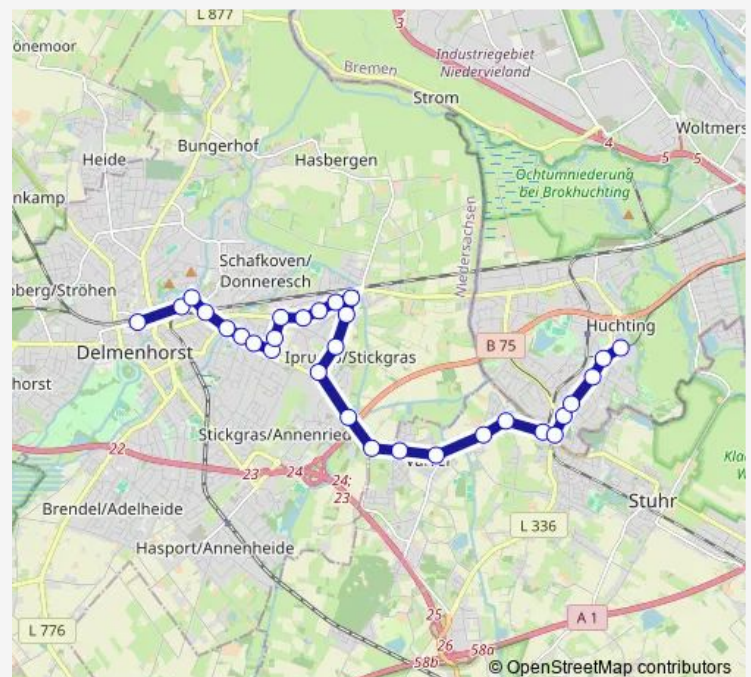 L 877
3
önemoor
Industriegebiet
Niedervieland
Bremen
Strom
Woltmers
4
5
5
Bungerhof
Heide
Hasbergen
Ochtumniederung
bei Brokhuchting
nkamp
Niedersachsen
Schafkoven/
Donneresch
oberg/Ströhen
Huchting
B 75
Delmenhorst
Stickgras
horst
Stickgras/Annenried
22
23
24
24;
23
Stuhr
Brendel/Adelheide
L 336
Hasport/Annenheide
A 1
25
L 776
26
58a
58b
© OpenStreetMap contributors